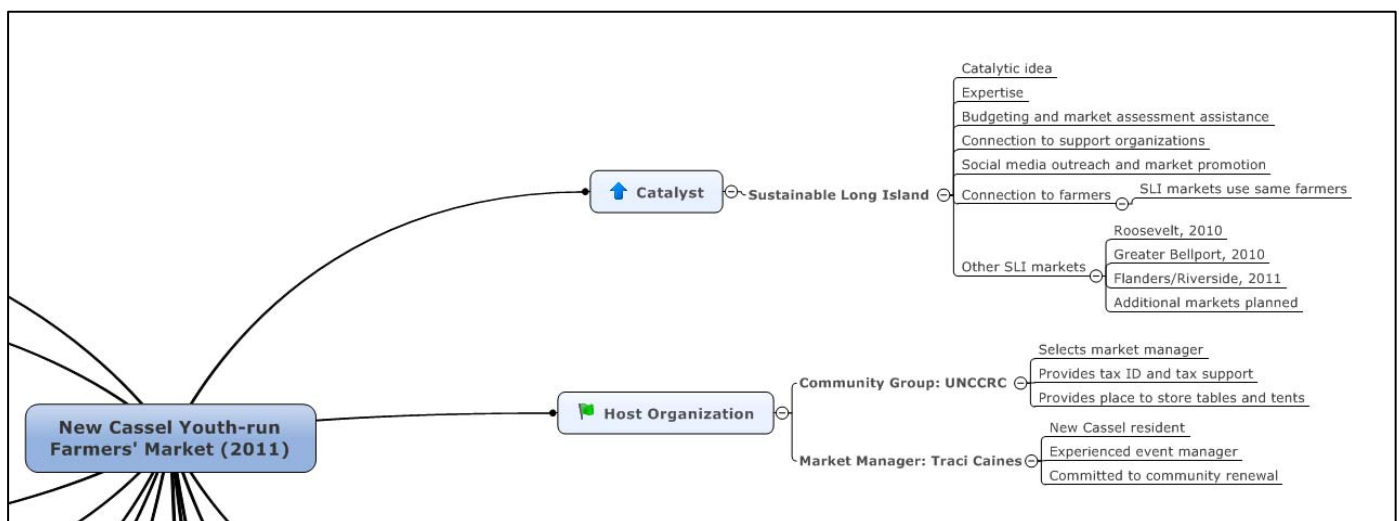 New Cassel Youth-run
Farmers' Market (2011)
Catalyst
Sustainable Long Island
Catalytic idea
Expertise
Budgeting and market assessment assistance
Connection to support organizations
Social media outreach and market promotion
Connection to farmers
SLI markets use same farmers
Other SLI markets
Roosevelt, 2010
Greater Bellport, 2010
Flanders/Riverside, 2011
Additional markets planned
Host Organization
Community Group: UNCCRC
Selects market manager
Provides tax ID and tax support
Provides place to store tables and tents
Market Manager: Traci Caines
New Cassel resident
Experienced event manager
Committed to community renewal